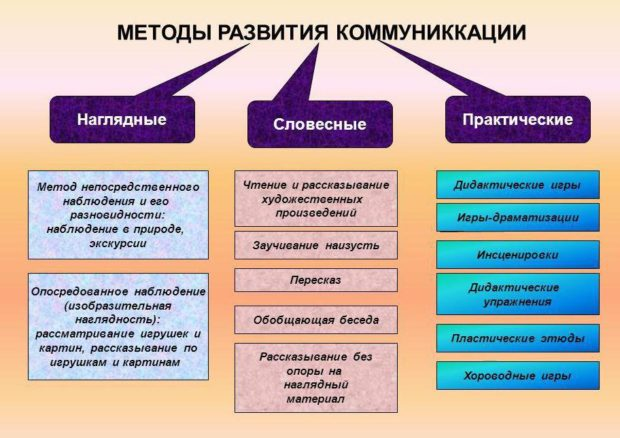 МЕТОДЫ РАЗВИТИЯ КОММУНИККАЦИИ
Наглядные
Словесные
Практические
Метод непосредственного
наблюдения и его
разновидности:
наблюдение в природе,
экскурсии
Опосредованное наблюдение
(изобразительная
наглядность):
рассматривание игрушек и
картин, рассказывание по
игрушкам и картинам
Чтение и рассказывание
художественных
произведений
Заучивание наизусть
Пересказ
Обобщающая беседа
Рассказывание без
опоры на
наглядный
материал
Дидактические игры
Игры-драматизации
Инсценировки
Дидактические
упражнения
Пластические этюды
Хороводные игры